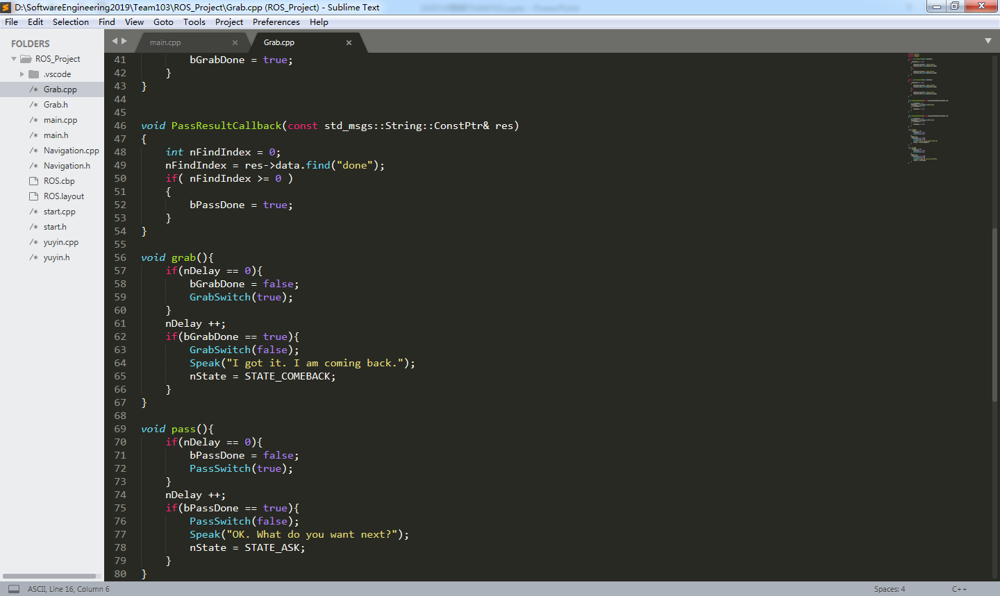 D:\SoftwareEngineering2019\Team103\ROS_Project\Grab.cpp (ROS_Project) - Sublime Text
File Edit Selection Find View Goto Tools Project Preferences Help
FOLDERS
ROS_Project
.vscode
/* Grab.cpp
/* Grab.h
/* main.cpp
/* main.h
/* Navigation.cpp
/* Navigation.h
ROS.cbp
ROS.layout
/* start.cpp
/* start.h
/* yuyin.cpp
/* yuyin.h
main.cpp Grab.cpp
41 bGrabDone = true;
42 }
43 }
44
45
46 void PassResultCallback(const std_msgs::String::ConstPtr& res)
47 {
48 int nFindIndex = 0;
49 nFindIndex = res->data.find("done");
50 if( nFindIndex >= 0 )
51 {
52 bPassDone = true;
53 }
54 }
55
56 void grab(){
57 if(nDelay == 0){
58 bGrabDone = false;
59 GrabSwitch(true);
60 }
61 nDelay ++;
62 if(bGrabDone == true){
63 GrabSwitch(false);
64 Speak("I got it. I am coming back.");
65 nState = STATE_COMEBACK;
66 }
67 }
68
69 void pass(){
70 if(nDelay == 0){
71 bPassDone = false;
72 PassSwitch(true);
73 }
74 nDelay ++;
75 if(bPassDone == true){
76 PassSwitch(false);
77 Speak("OK. What do you want next?");
78 nState = STATE_ASK;
79 }
80 }
ASCII, Line 16, Column 6
Spaces: 4
C++